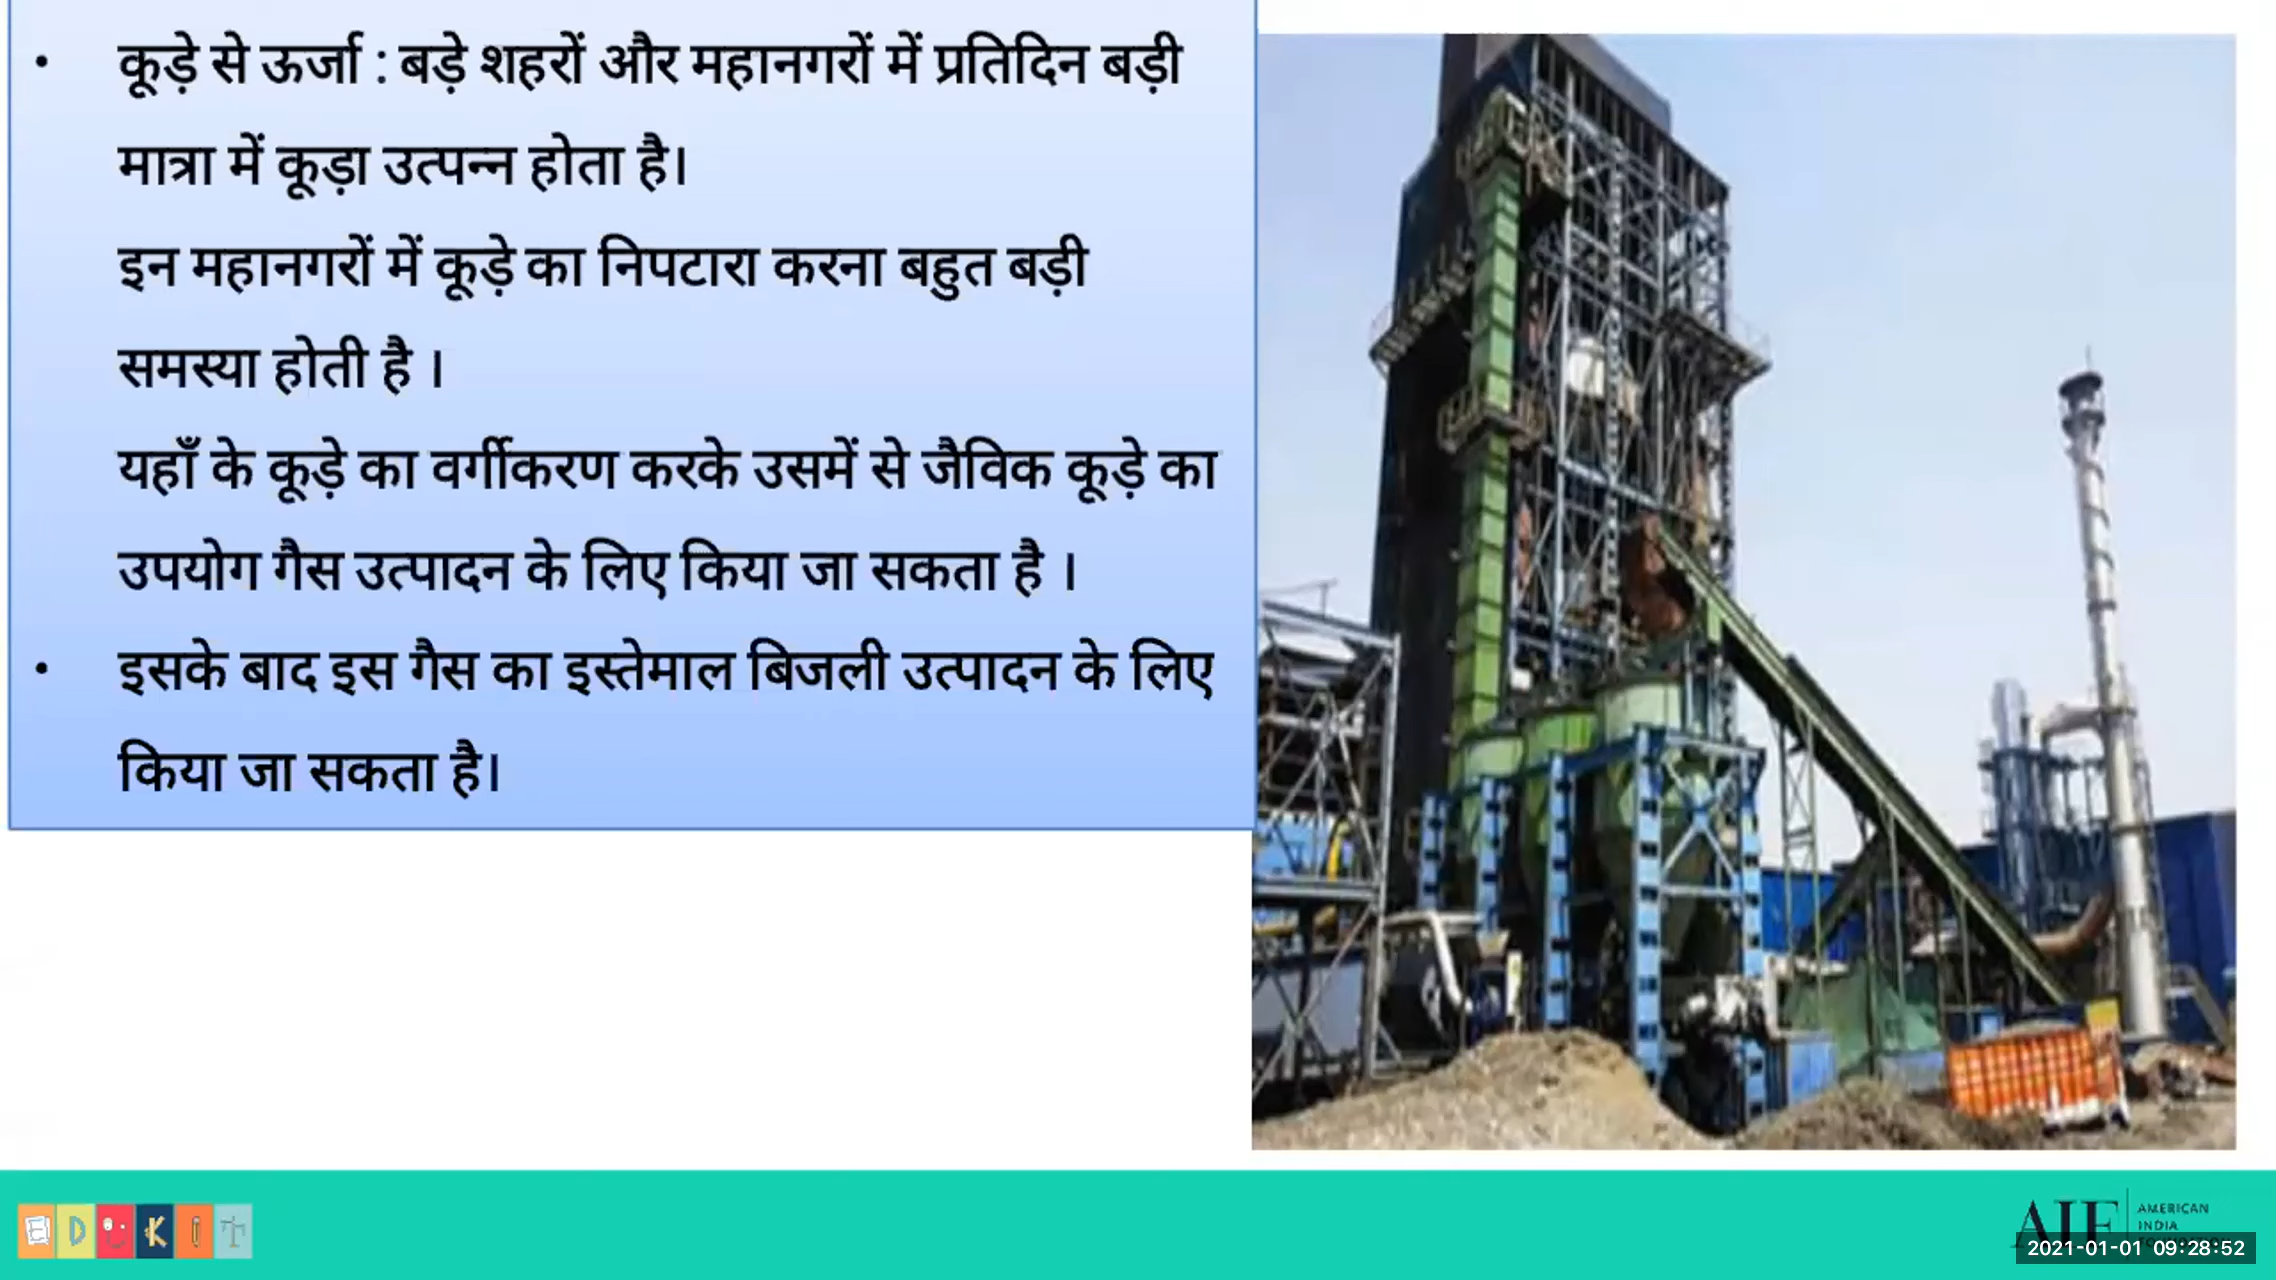 • कूड़े से ऊर्जा : बड़े शहरों और महानगरों में प्रतिदिन बड़ी
मात्रा में कूड़ा उत्पन्न होता है।
इन महानगरों में कूड़े का निपटारा करना बहुत बड़ी
समस्या होती है ।
यहाँ के कूड़े का वर्गीकरण करके उसमें से जैविक कूड़े का
उपयोग गैस उत्पादन के लिए किया जा सकता है ।
• इसके बाद इस गैस का इस्तेमाल बिजली उत्पादन के लिए
किया जा सकता है।
EDUKIT
AIF
AMERICAN
INDIA
2021-01-01 09:28:52